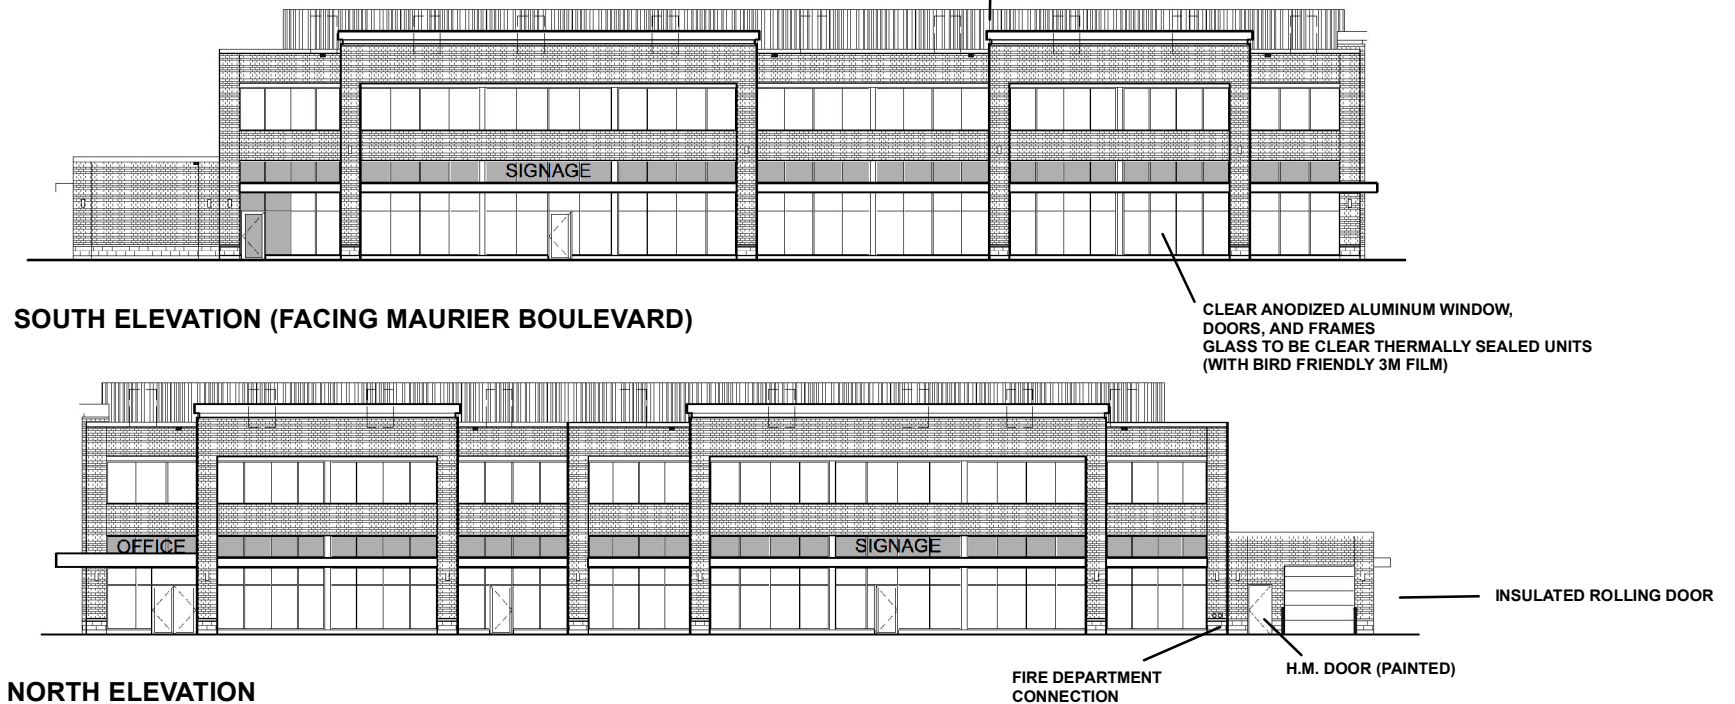 SIGNAGE
CLEAR ANODIZED ALUMINUM WINDOW,
DOORS, AND FRAMES
GLASS TO BE CLEAR THERMALLY SEALED UNITS
(WITH BIRD FRIENDLY 3M FILM)
SOUTH ELEVATION (FACING MAURIER BOULEVARD)
OFFICE
SIGNAGE
INSULATED ROLLING DOOR
H.M. DOOR (PAINTED)
FIRE DEPARTMENT
CONNECTION
NORTH ELEVATION